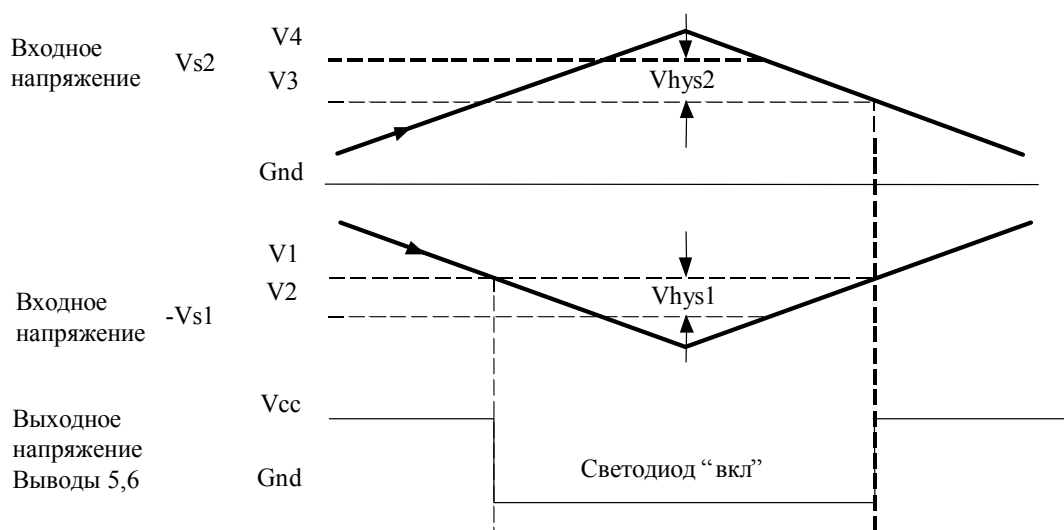 V4
Входное
напряжение
Vs2
V3
Vhys2
Gnd
V1
V2
Vhys1
Входное
напряжение
-Vs1
Vcc
Выходное
напряжение
Выводы 5,6
Gnd
Светодиод “вкл”